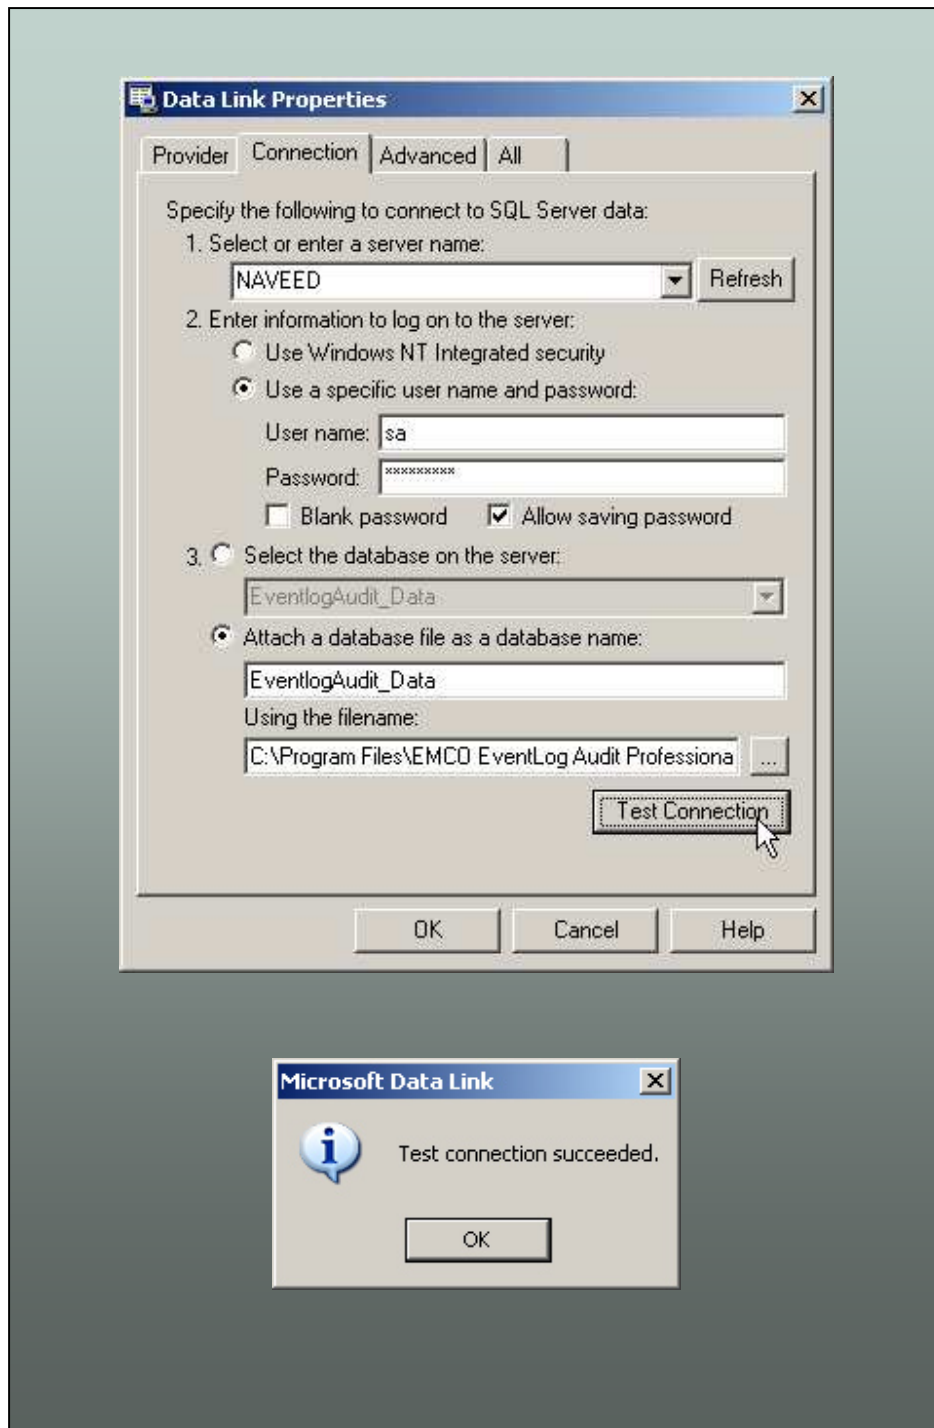 Data Link Properties
Provider Connection Advanced All
Specify the following to connect to SQL Server data:
1. Select or enter a server name:
NAVEED Refresh
2. Enter information to log on to the server:
Use Windows NT Integrated security
Use a specific user name and password:
User name: sa
Password: *********
Blank password Allow saving password
3. Select the database on the server:
EventlogAudit_Data
Attach a database file as a database name:
EventlogAudit_Data
Using the filename:
C:\Program Files\EMCO EventLog Audit Professiona ...
Test Connection
OK Cancel Help
Microsoft Data Link
Test connection succeeded.
OK